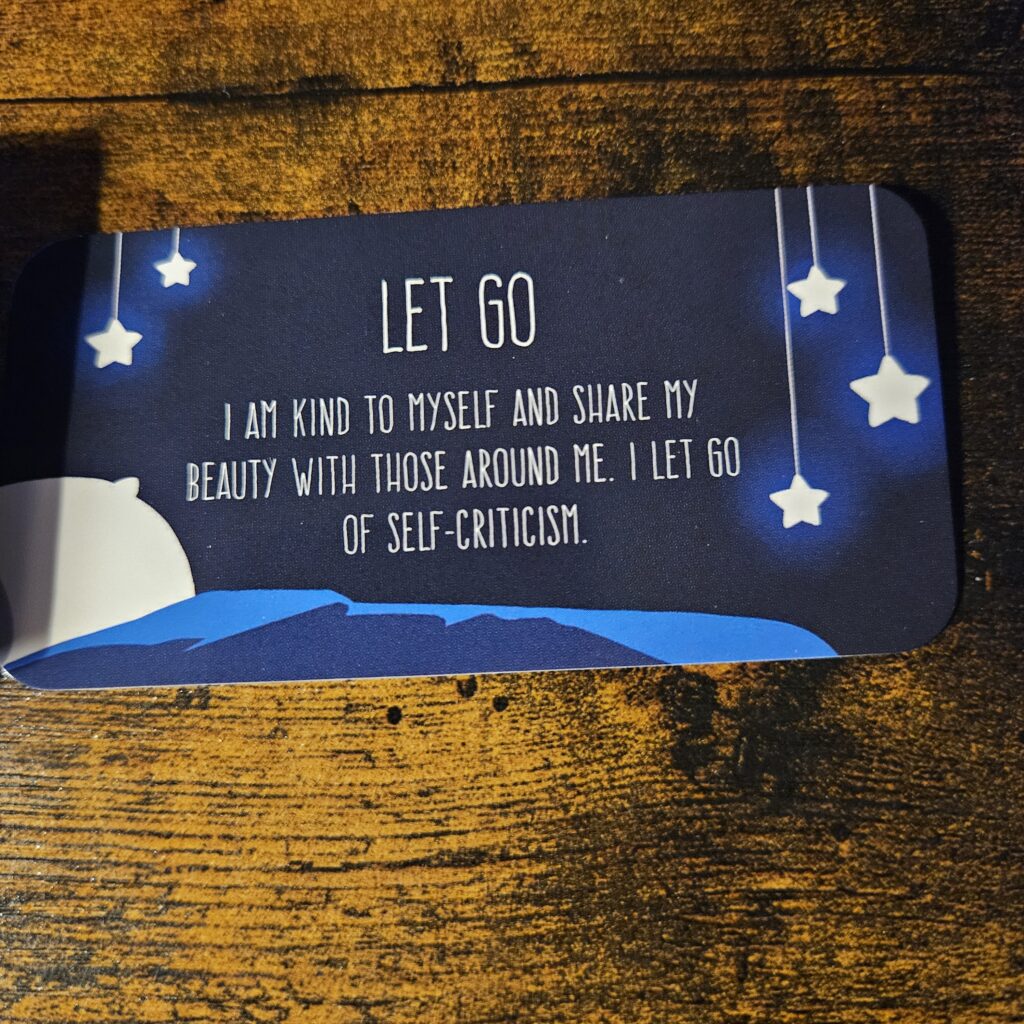 LET GO
I AM KIND TO MYSELF AND SHARE MY
BEAUTY WITH THOSE AROUND ME. I LET GO
OF SELF-CRITICISM.